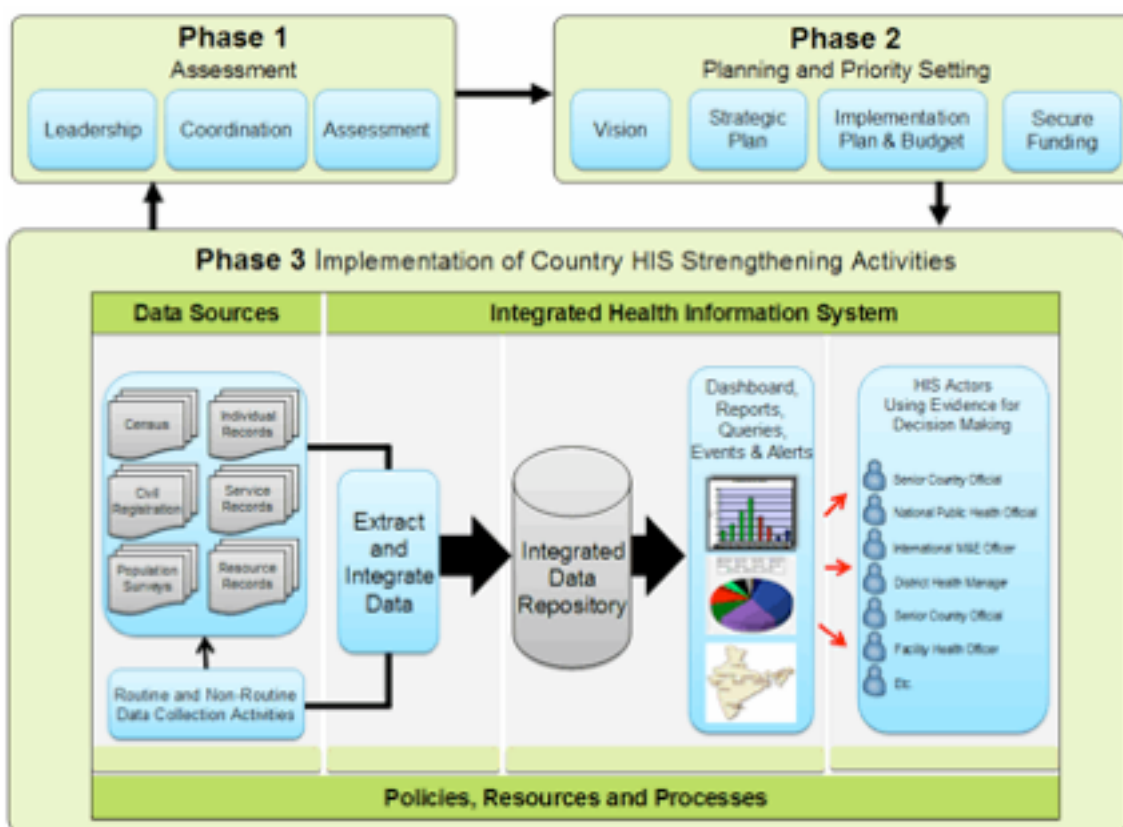 Phase 1
Assessment
Leadership
Coordination
Assessment
Phase 2
Planning and Priority Setting
Vision
Strategic
Plan
Implementation
Plan & Budget
Secure
Funding
Phase 3 Implementation of Country HIS Strengthening Activities
Data Sources
Integrated Health Information System
Census
Individual
Records
Civil
Registration
Service
Records
Population
Surveys
Resource
Records
Routine and Non-Routine
Data Collection Activities
Extract
and
Integrate
Data
Integrated
Data
Repository
Dashboard,
Reports,
Queries,
Events & Alerts
HIS Actors
Using Evidence for
Decision Making
Senior Country Official
National Public Health Official
International M&E Officer
District Health Manager
Senior Country Official
Facility Health Officer
Etc.
Policies, Resources and Processes